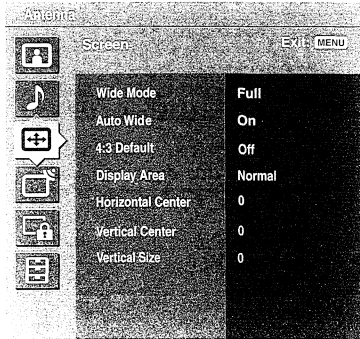 Antenna
Screen Exit: MENU
Wide Mode Full
Auto Wide On
4:3 Default Off
Display Area Normal
Horizontal Center 0
Vertical Center 0
Vertical Size 0